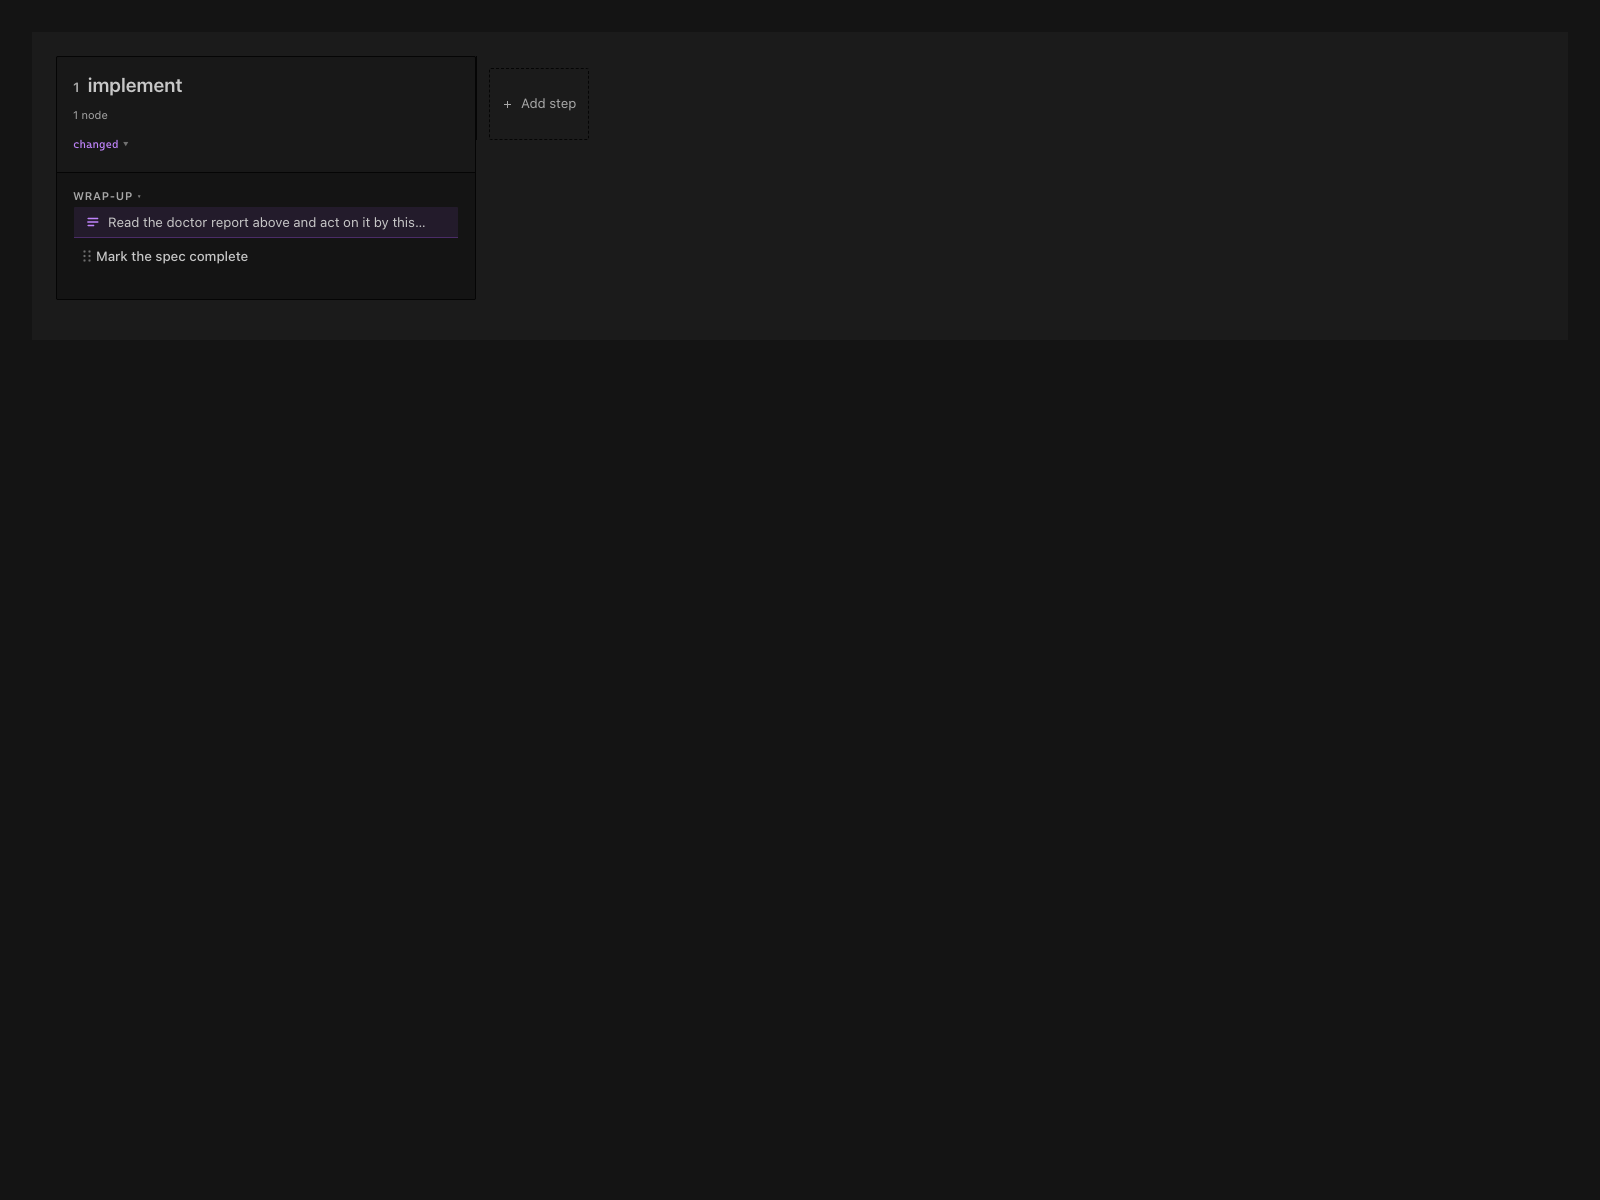 1 implement
1 node
changed
+ Add step
WRAP-UP
Read the doctor report above and act on it by this...
Mark the spec complete